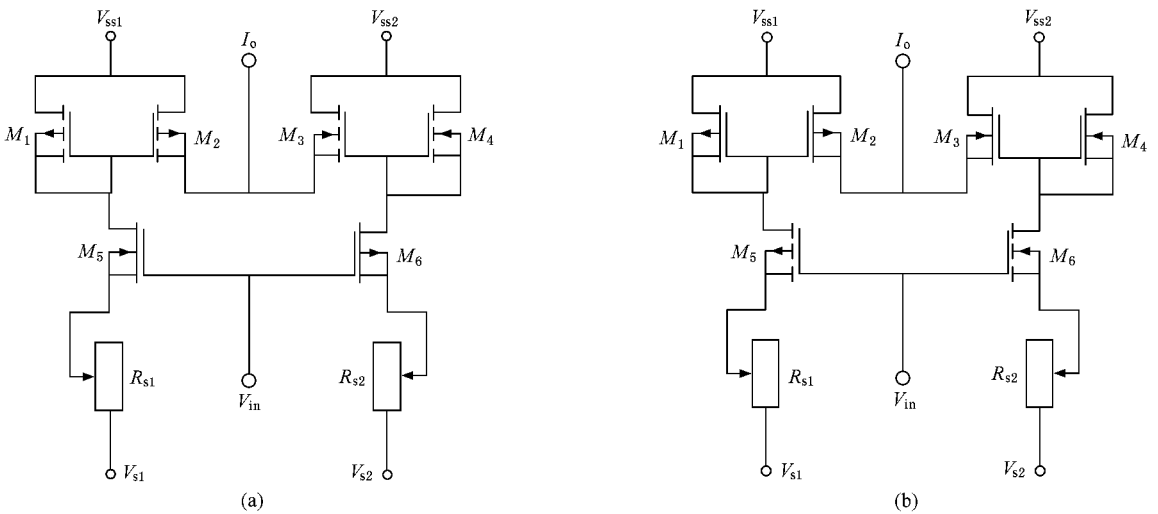 V_ss1
V_ss2
I_o
M_1
M_2
M_3
M_4
M_5
M_6
R_s1
R_s2
V_in
V_s1
V_s2
(a)
V_ss1
V_ss2
I_o
M_1
M_2
M_3
M_4
M_5
M_6
R_s1
R_s2
V_in
V_s1
V_s2
(b)